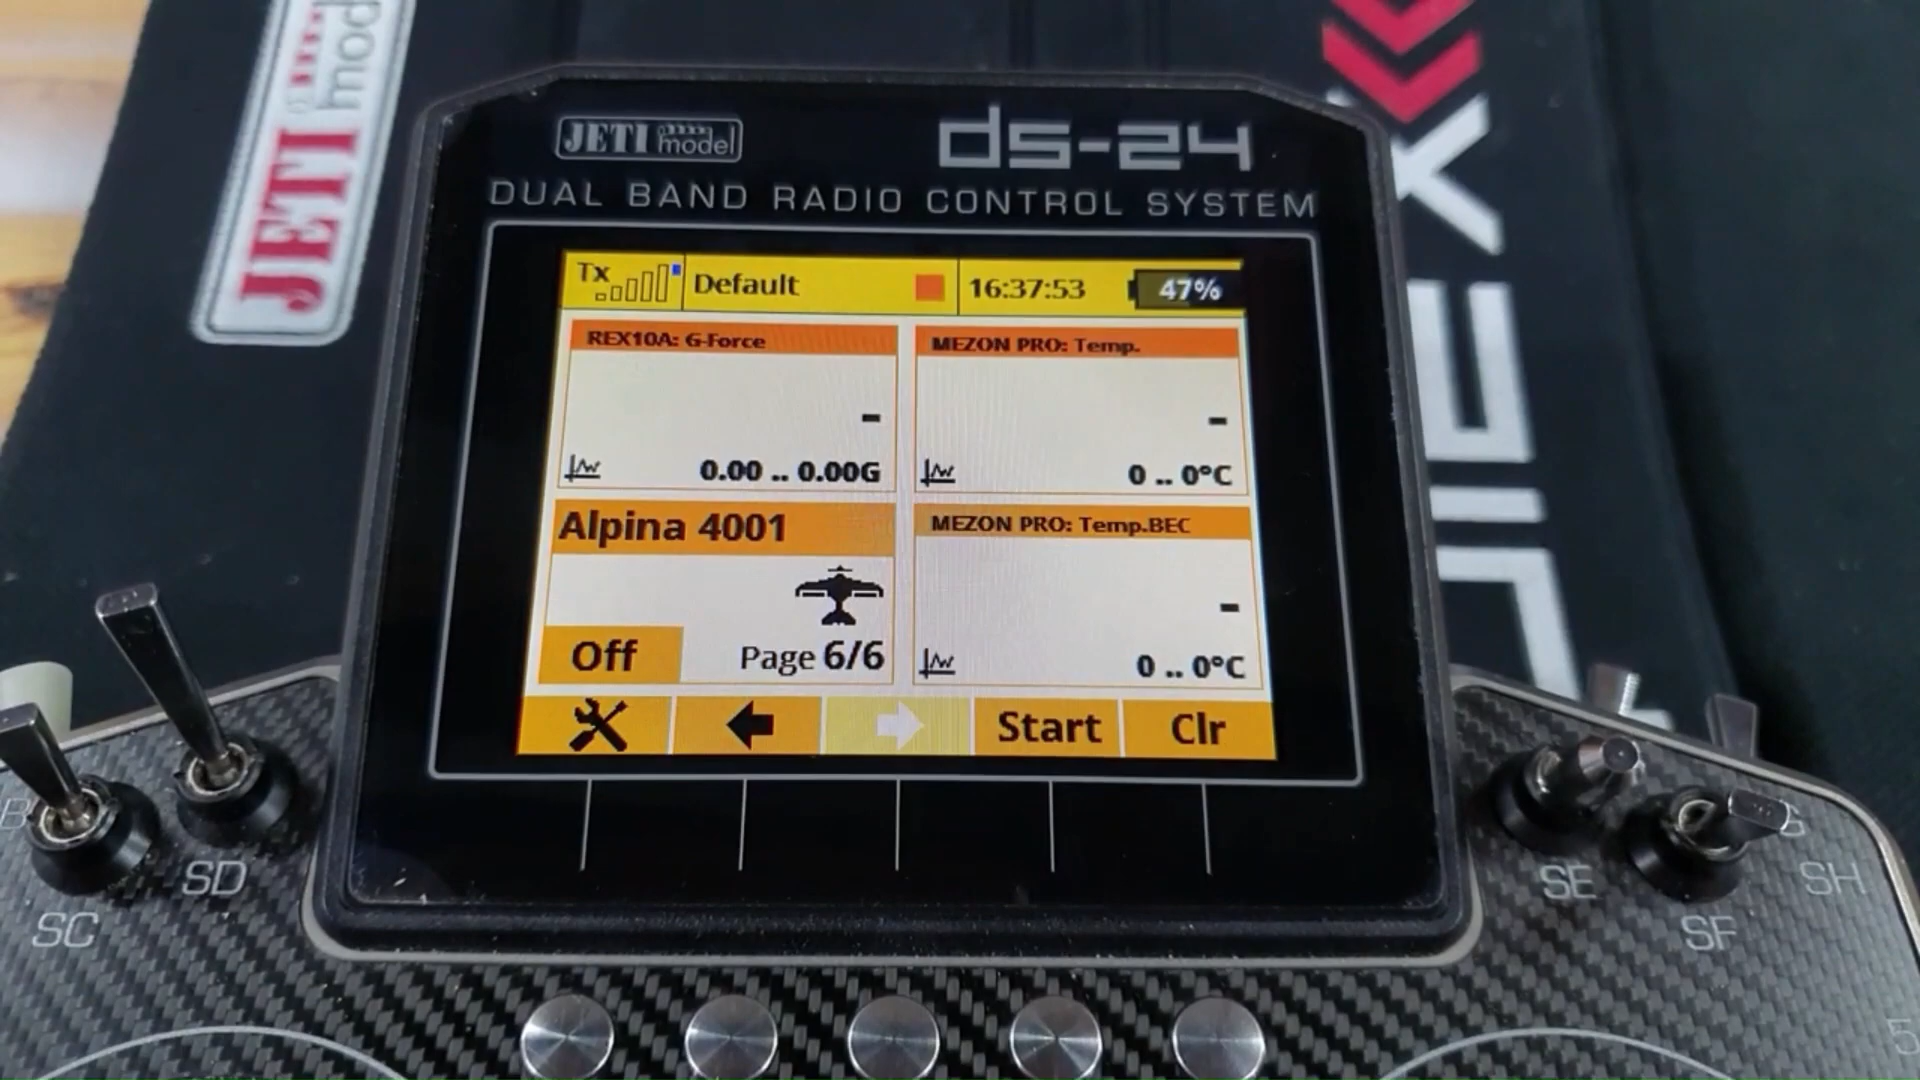 JETI model
JETI model
ds-24
DUAL BAND RADIO CONTROL SYSTEM
Tx Default 16:37:53 47%
REX10A: G-Force
-
0.00 .. 0.00G
MEZON PRO: Temp.
-
0 .. 0°C
Alpina 4001
Off Page 6/6
MEZON PRO: Temp.BEC
-
0 .. 0°C
Start Clr
SC
SD
SE
SF
G
SH
B
5